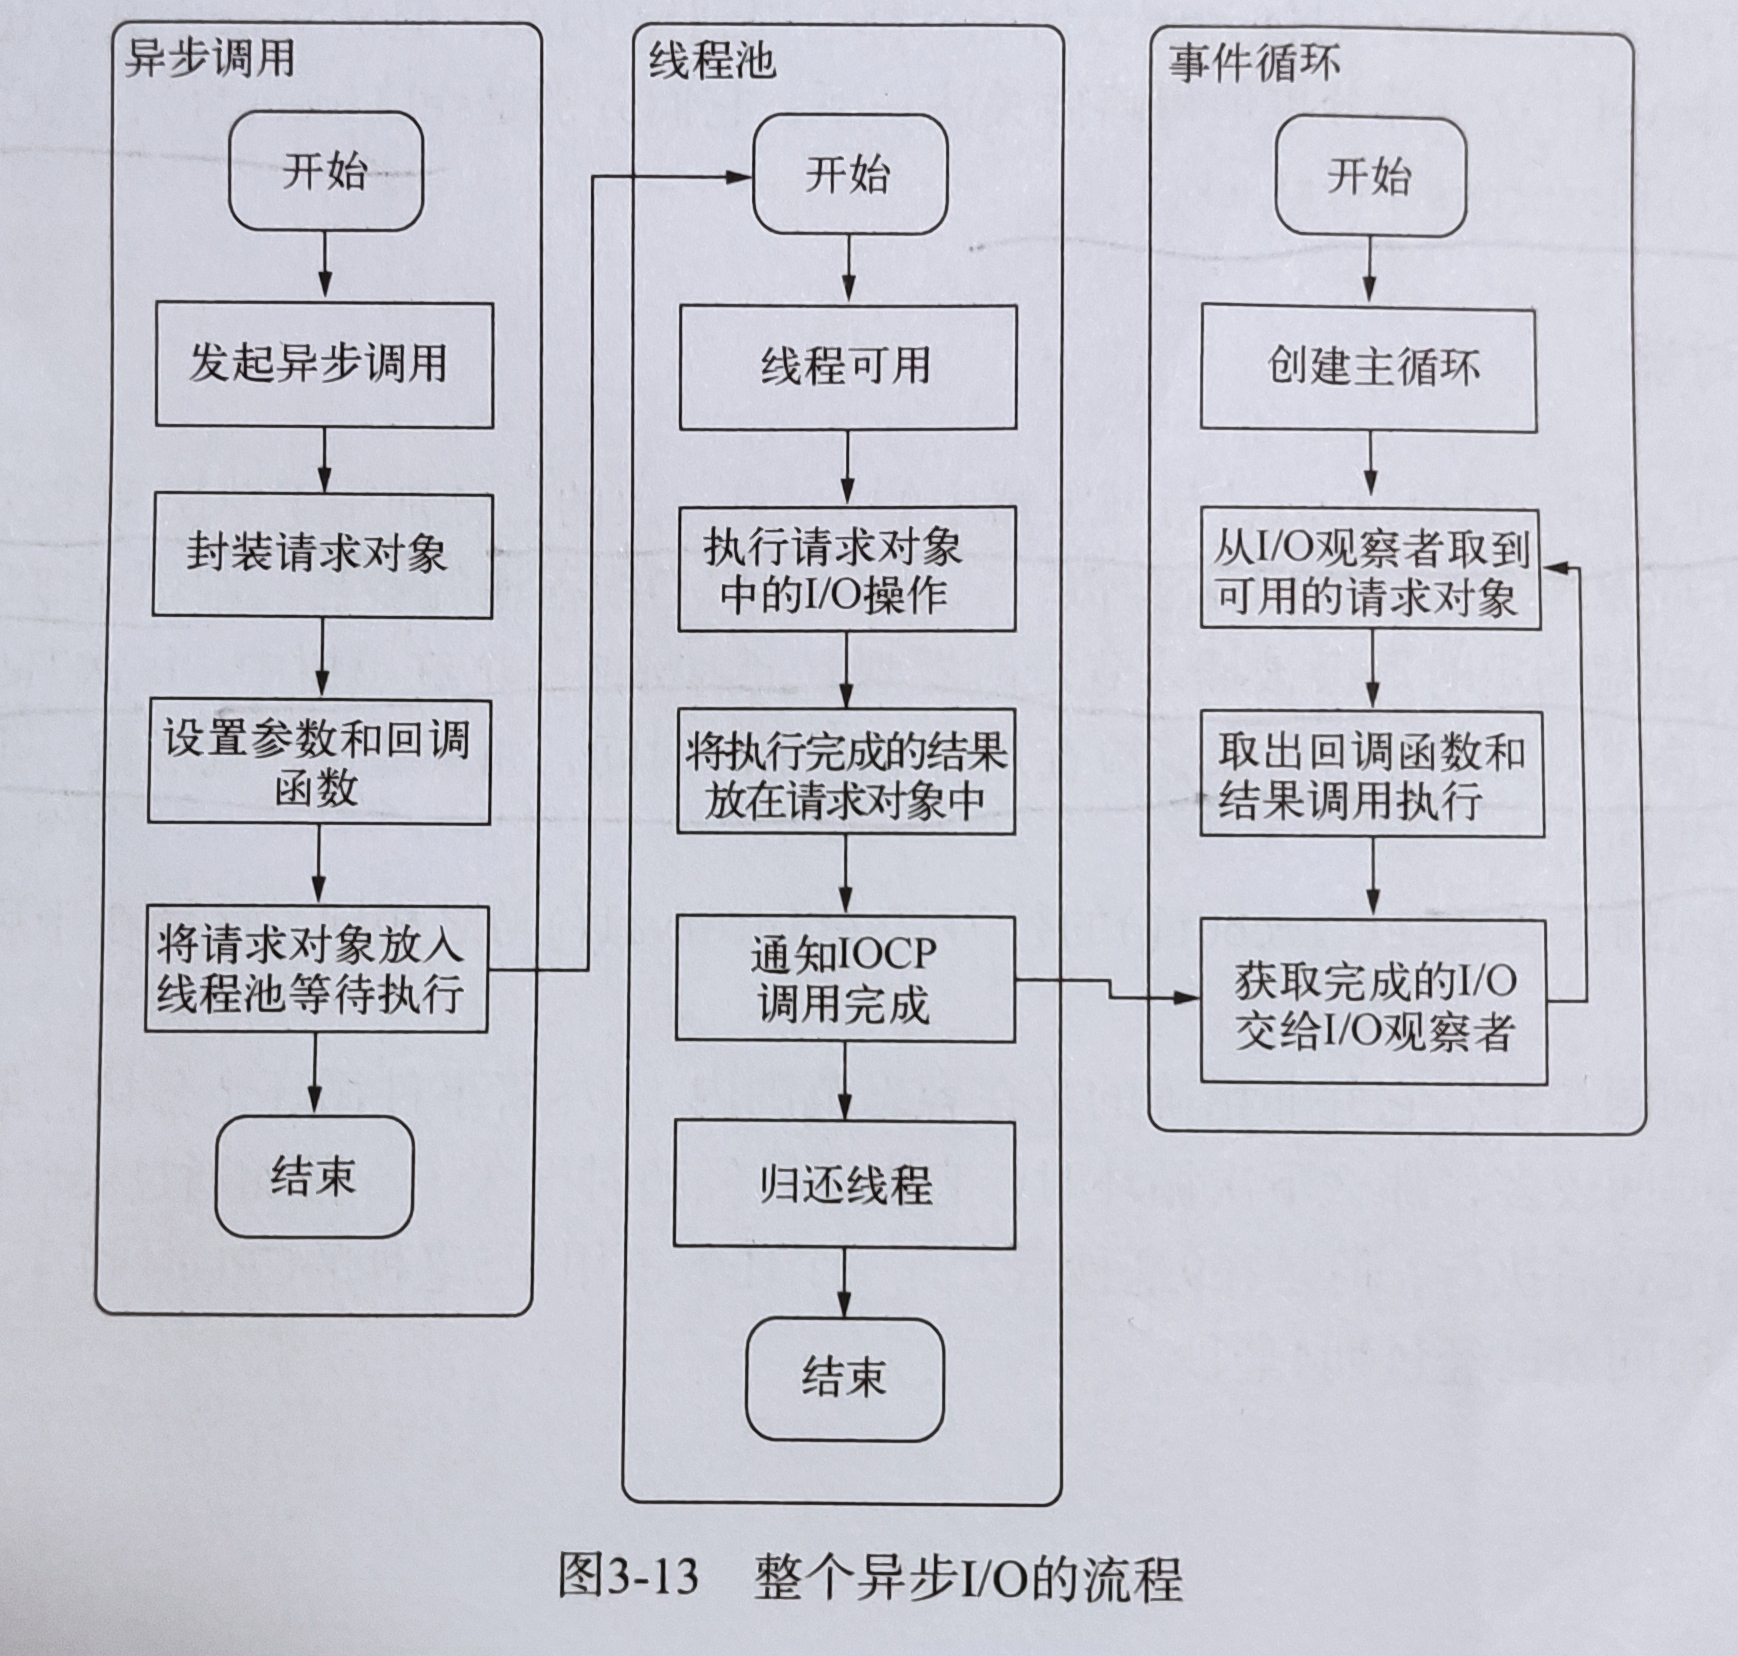 异步调用
开始
发起异步调用
封装请求对象
设置参数和回调
函数
将请求对象放入
线程池等待执行
结束
线程池
开始
线程可用
执行请求对象
中的I/O操作
将执行完成的结果
放在请求对象中
通知IOCP
调用完成
归还线程
结束
事件循环
开始
创建主循环
从I/O观察者取到
可用的请求对象
取出回调函数和
结果调用执行
获取完成的I/O
交给I/O观察者
图3-13 整个异步I/O的流程